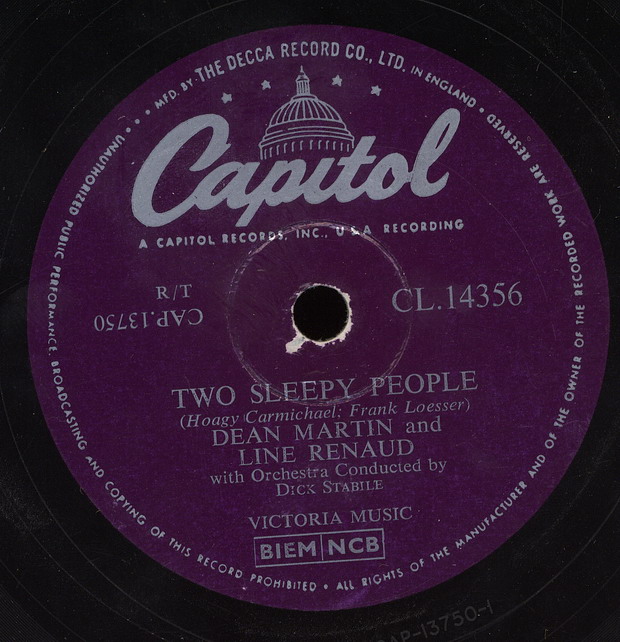 MFD. BY THE DECCA RECORD CO., LTD. IN ENGLAND • ALL RIGHTS OF THE MANUFACTURER AND OF THE OWNER OF THE RECORDED WORK ARE RESERVED
UNAUTHORIZED PUBLIC PERFORMANCE, BROADCASTING AND COPYING OF THIS RECORD PROHIBITED •
Capitol
A CAPITOL RECORDS, INC., U S A RECORDING
R/T
CAP.13750
CL.14356
TWO SLEEPY PEOPLE
(Hoagy Carmichael: Frank Loesser)
DEAN MARTIN and
LINE RENAUD
with Orchestra Conducted by
DICK STABILE
VICTORIA MUSIC
BIEM NCB
AP-13750-1